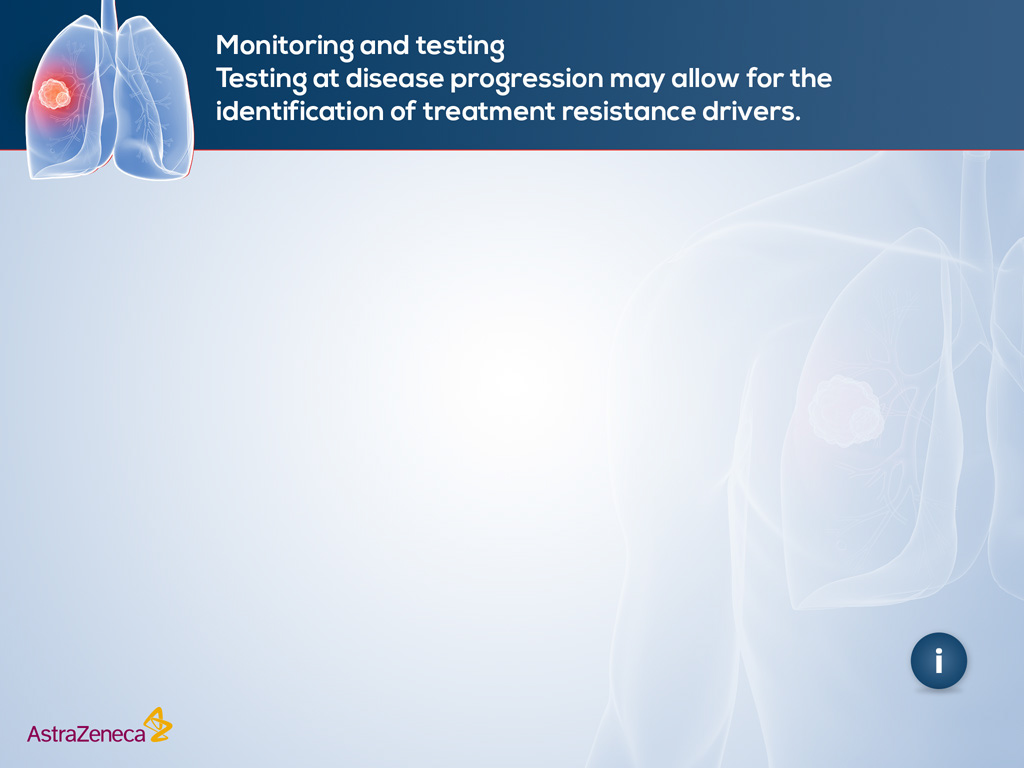 Monitoring and testing
Testing at disease progression may allow for the
identification of treatment resistance drivers.
i
AstraZeneca